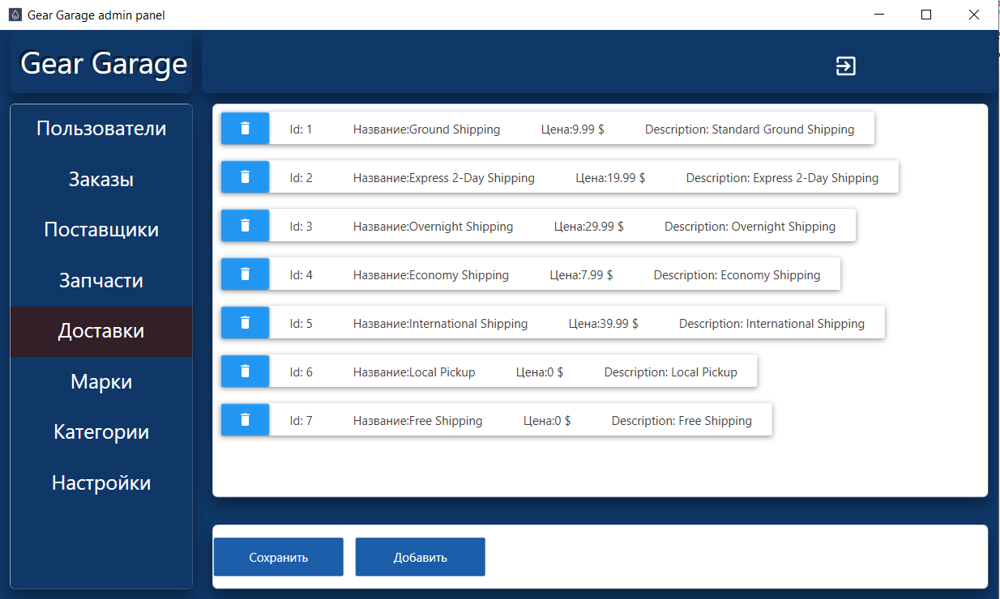 Gear Garage admin panel
Gear Garage
Пользователи
Заказы
Поставщики
Запчасти
Доставки
Марки
Категории
Настройки
Id: 1 Название:Ground Shipping Цена:9.99 $ Description: Standard Ground Shipping
Id: 2 Название:Express 2-Day Shipping Цена:19.99 $ Description: Express 2-Day Shipping
Id: 3 Название:Overnight Shipping Цена:29.99 $ Description: Overnight Shipping
Id: 4 Название:Economy Shipping Цена:7.99 $ Description: Economy Shipping
Id: 5 Название:International Shipping Цена:39.99 $ Description: International Shipping
Id: 6 Название:Local Pickup Цена:0 $ Description: Local Pickup
Id: 7 Название:Free Shipping Цена:0 $ Description: Free Shipping
Сохранить Добавить